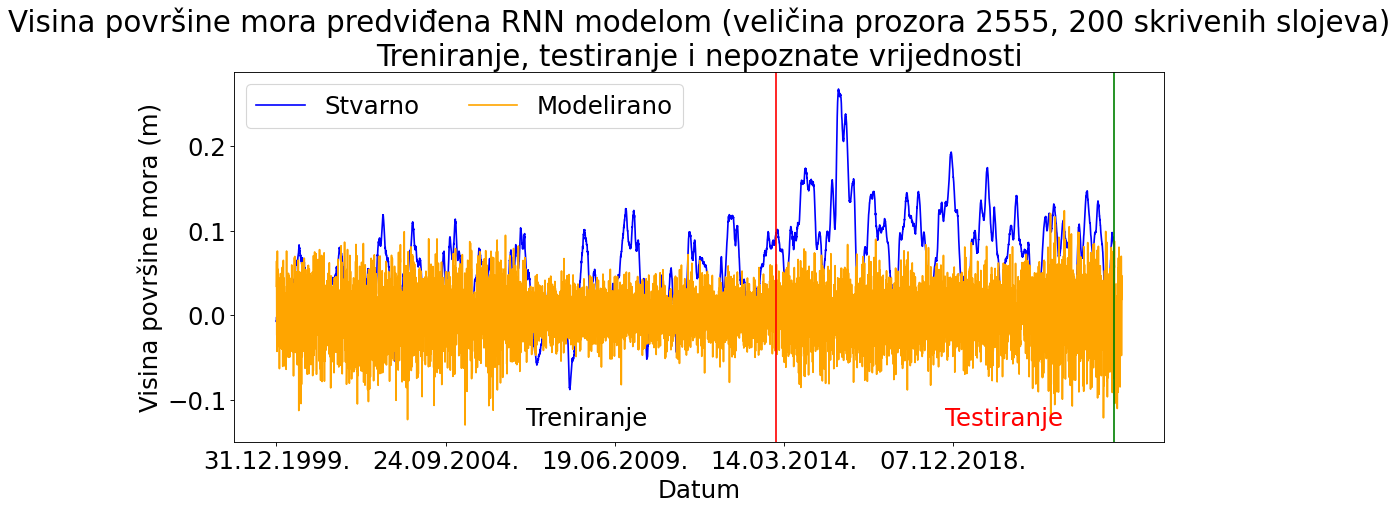 Visina površine mora predviđena RNN modelom (veličina prozora 2555, 200 skrivenih slojeva)
Treniranje, testiranje i nepoznate vrijednosti
Stvarno
Modelirano
Visina površine mora (m)
0.2
0.1
0.0
−0.1
Treniranje
Testiranje
31.12.1999.
24.09.2004.
19.06.2009.
14.03.2014.
07.12.2018.
Datum